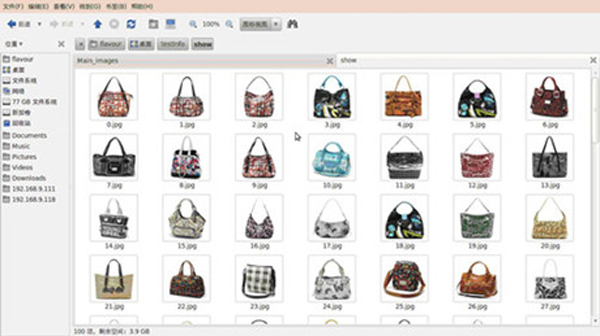 文件(F) 编辑(E) 查看(V) 转到(G) 书签(B) 帮助(H)
后退 前进 100% 图标视图
位置 flavour 桌面 testInfo show
Main_images show
flavour
桌面
文件系统
网络
77 GB 文件系统
新加卷
回收站
Documents
Music
Pictures
Videos
Downloads
192.168.9.111
192.168.9.118
0.jpg 1.jpg 2.jpg 3.jpg 4.jpg 5.jpg 6.jpg
7.jpg 8.jpg 9.jpg 10.jpg 11.jpg 12.jpg 13.jpg
14.jpg 15.jpg 16.jpg 17.jpg 18.jpg 19.jpg 20.jpg
21.jpg 22.jpg 23.jpg 24.jpg 25.jpg 26.jpg 27.jpg
100 项，剩余空间：3.9 GB